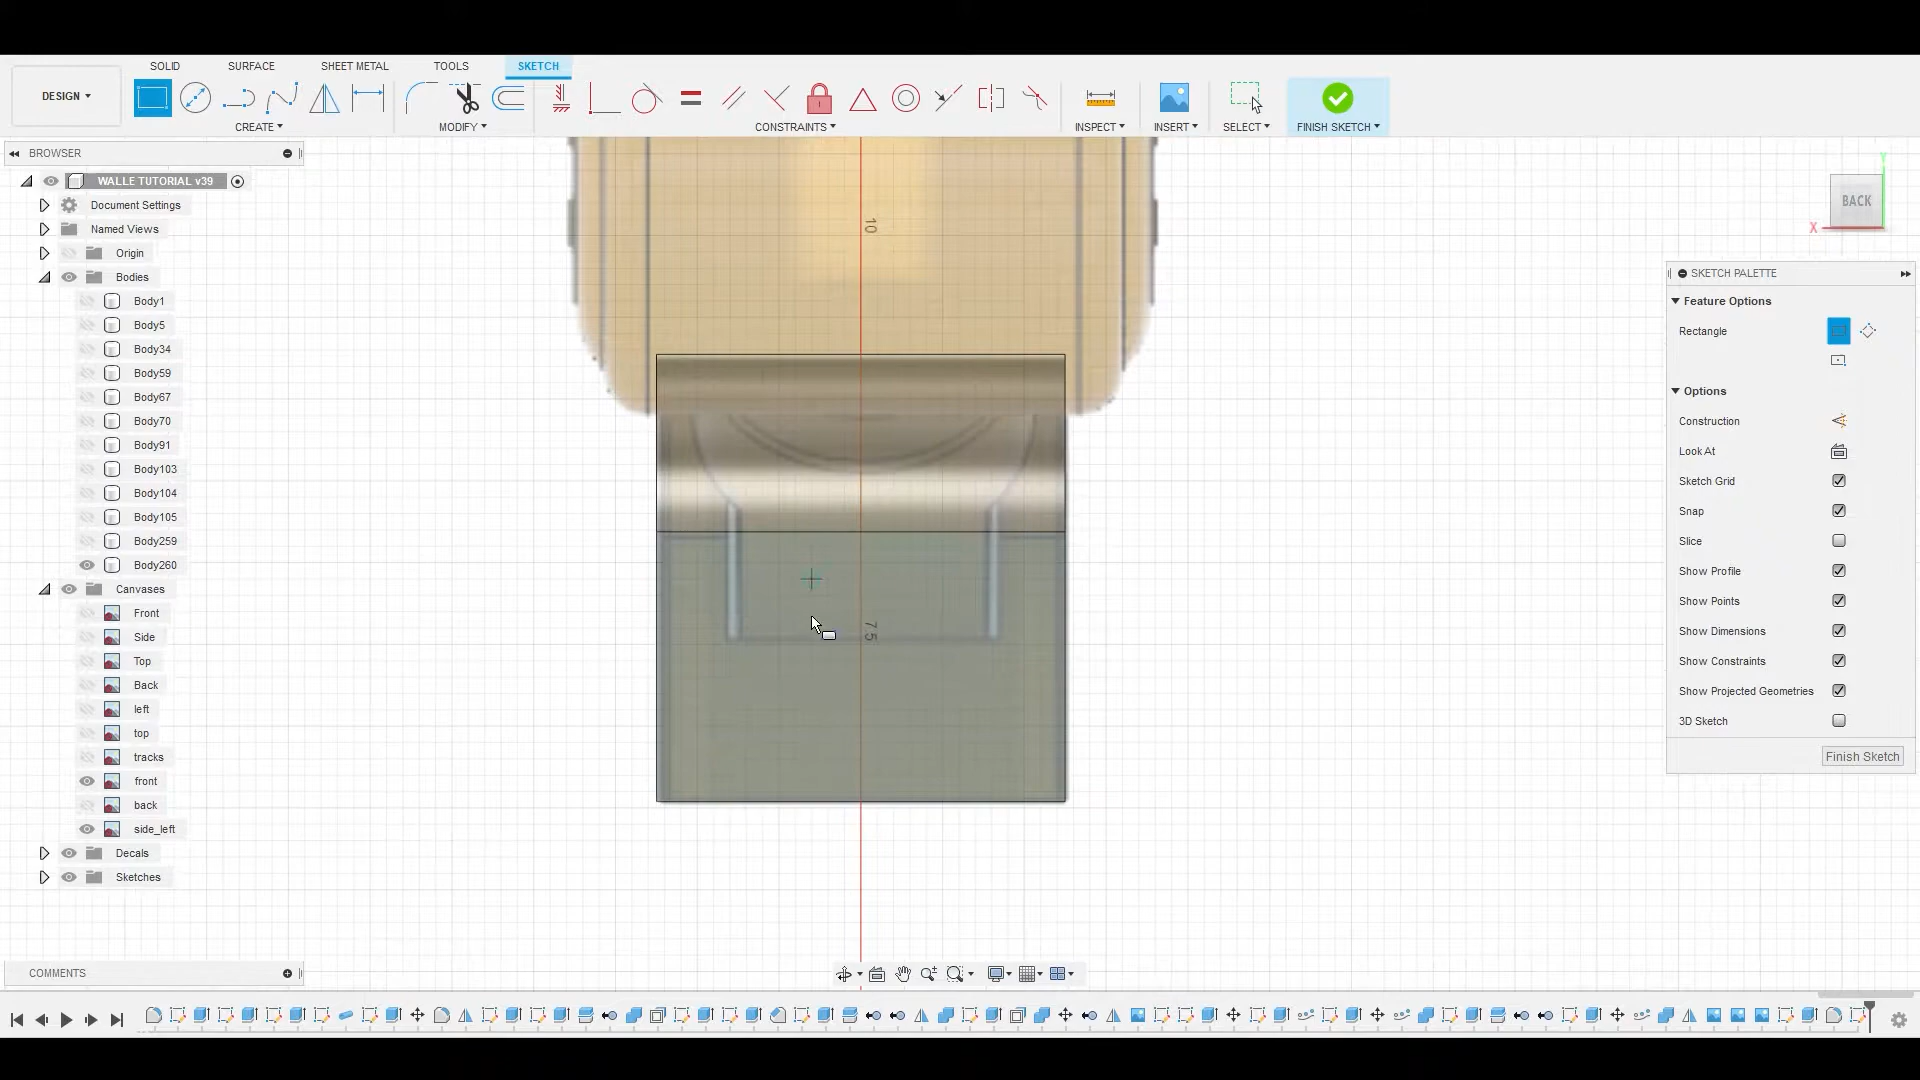 SOLID
SURFACE
SHEET METAL
TOOLS
SKETCH
DESIGN
CREATE
MODIFY
CONSTRAINTS
INSPECT
INSERT
SELECT
FINISH SKETCH
BROWSER
WALLE TUTORIAL v39
Document Settings
Named Views
Origin
Bodies
Body1
Body5
Body34
Body59
Body67
Body70
Body91
Body103
Body104
Body105
Body259
Body260
Canvases
Front
Side
Top
Back
left
top
tracks
front
back
side_left
Decals
Sketches
COMMENTS
10
7.5
Y
BACK
X
SKETCH PALETTE
Feature Options
Rectangle
Options
Construction
Look At
Sketch Grid
Snap
Slice
Show Profile
Show Points
Show Dimensions
Show Constraints
Show Projected Geometries
3D Sketch
Finish Sketch